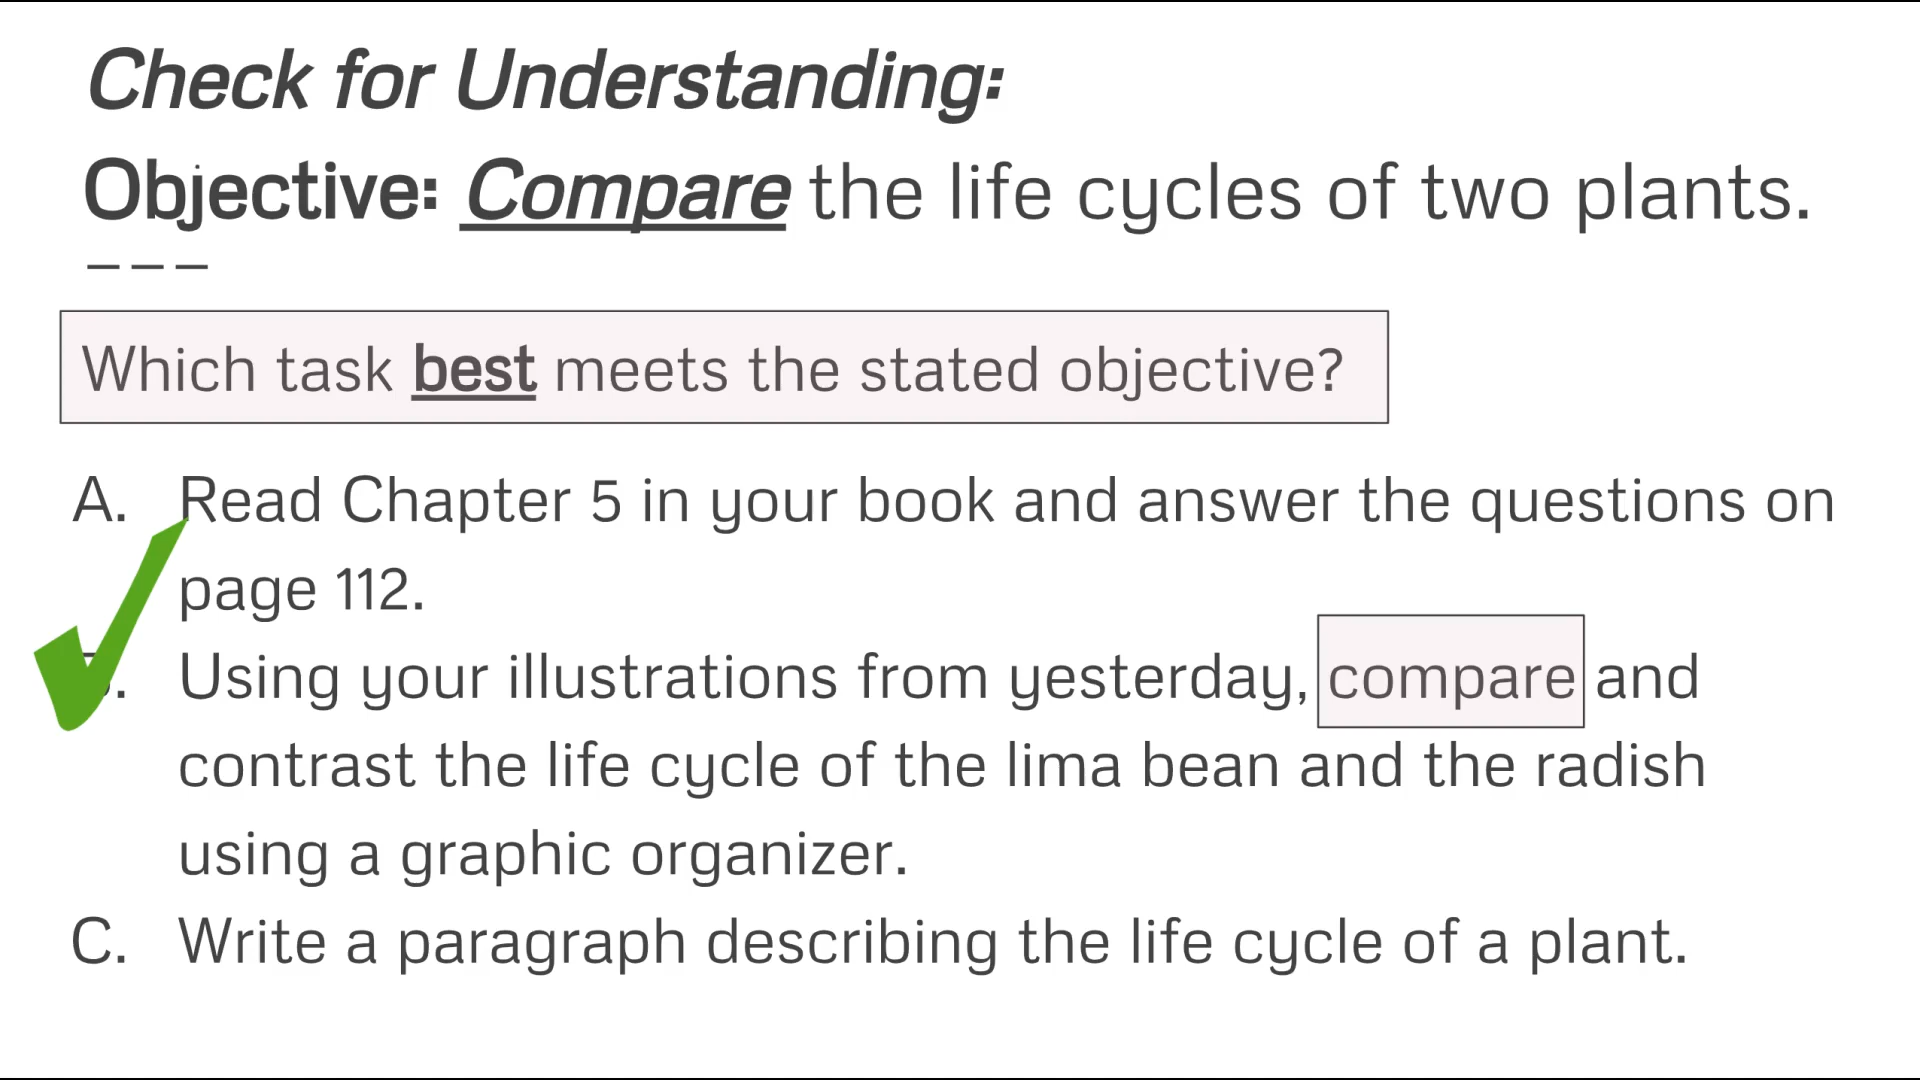 Check for Understanding:
Objective: Compare the life cycles of two plants.
– – –
Which task best meets the stated objective?
A. Read Chapter 5 in your book and answer the questions on
page 112.
Using your illustrations from yesterday, compare and
contrast the life cycle of the lima bean and the radish
using a graphic organizer.
C. Write a paragraph describing the life cycle of a plant.